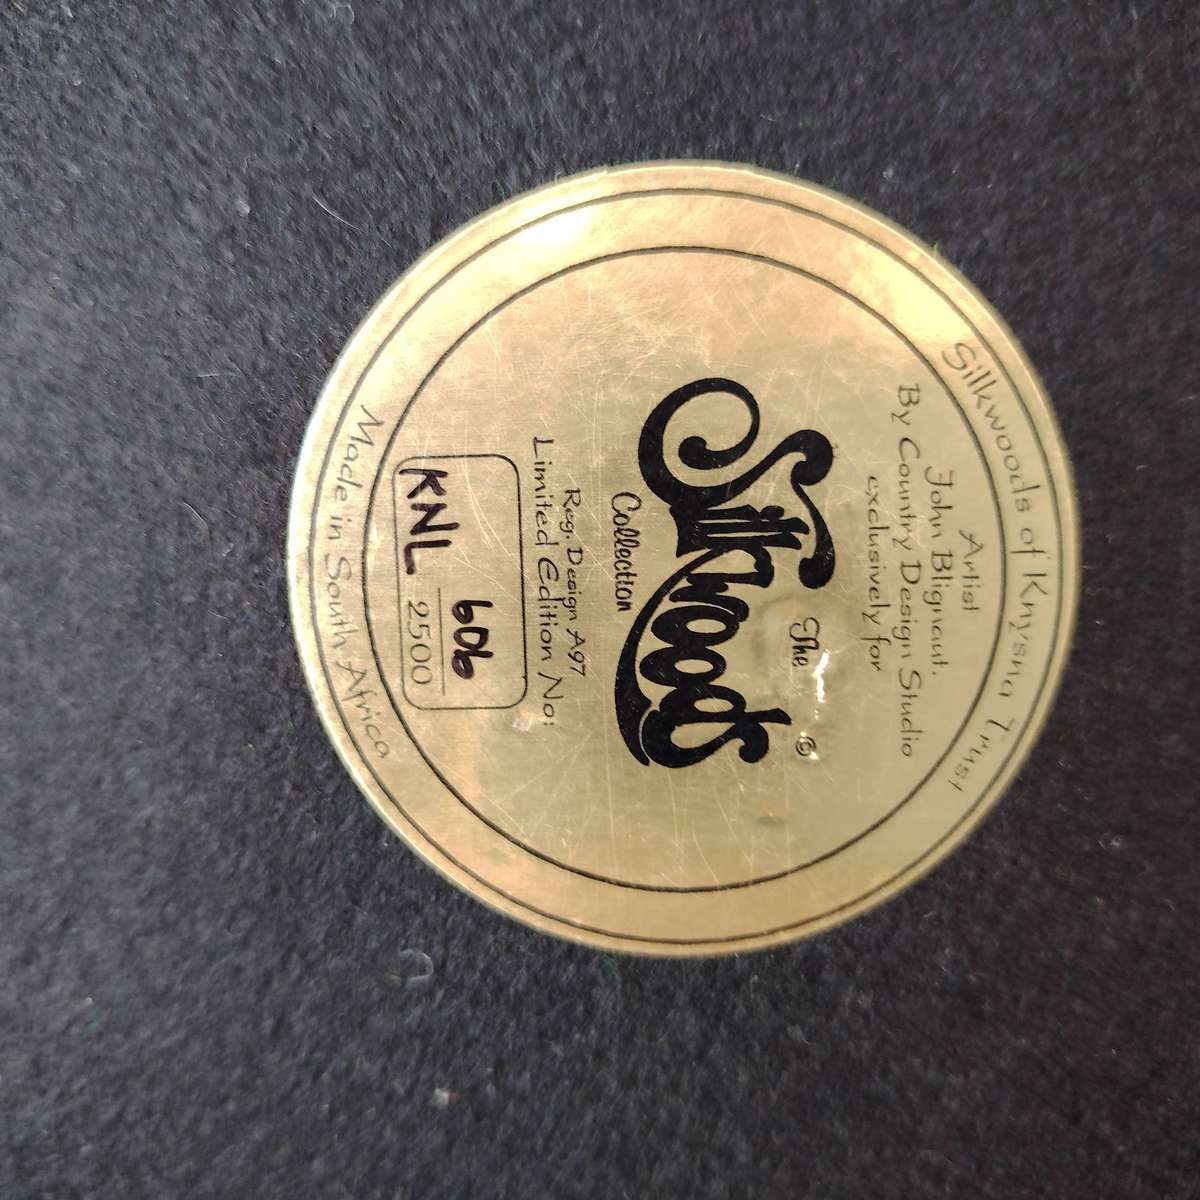 Silkwoods of Knysna Trust
Artist
John Blignaut.
By Country Design Studio
exclusively for
The
Silkwoods ©
Collection
Reg. Design A97
Limited Edition No:
606
KNL 2500
Made in South Africa